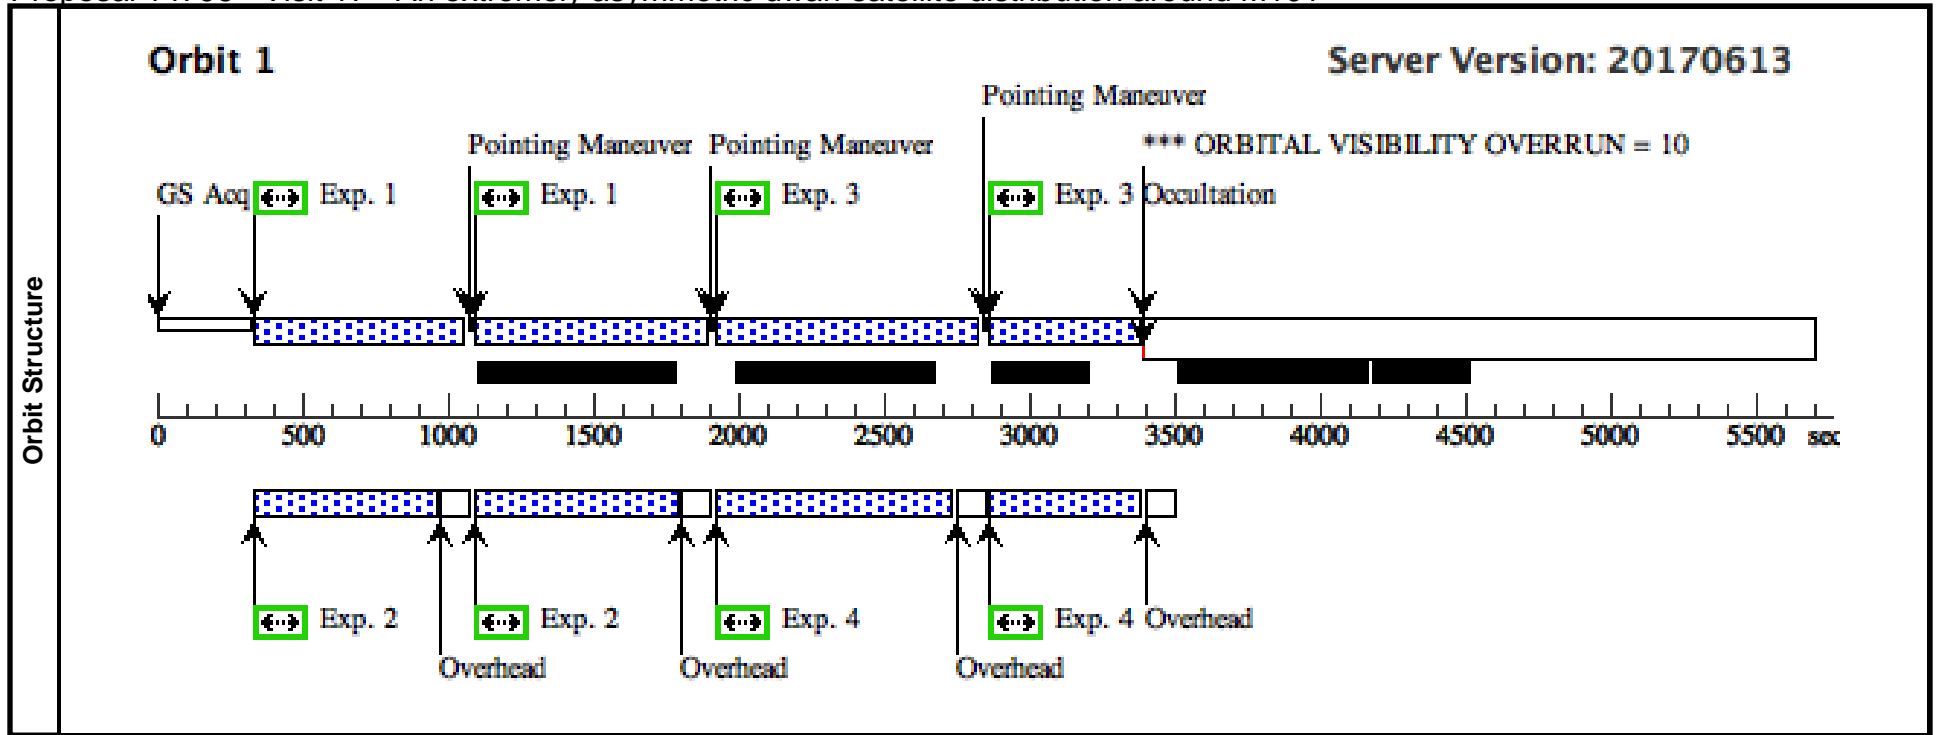 Orbit 1
Server Version: 20170613
Pointing Maneuver
Pointing Maneuver Pointing Maneuver
*** ORBITAL VISIBILITY OVERRUN = 10
GS Acq Exp. 1 Exp. 1 Exp. 3 Exp. 3 Occultation
Orbit Structure
0 500 1000 1500 2000 2500 3000 3500 4000 4500 5000 5500 sec
Exp. 2 Exp. 2 Exp. 4 Exp. 4 Overhead
Overhead Overhead Overhead